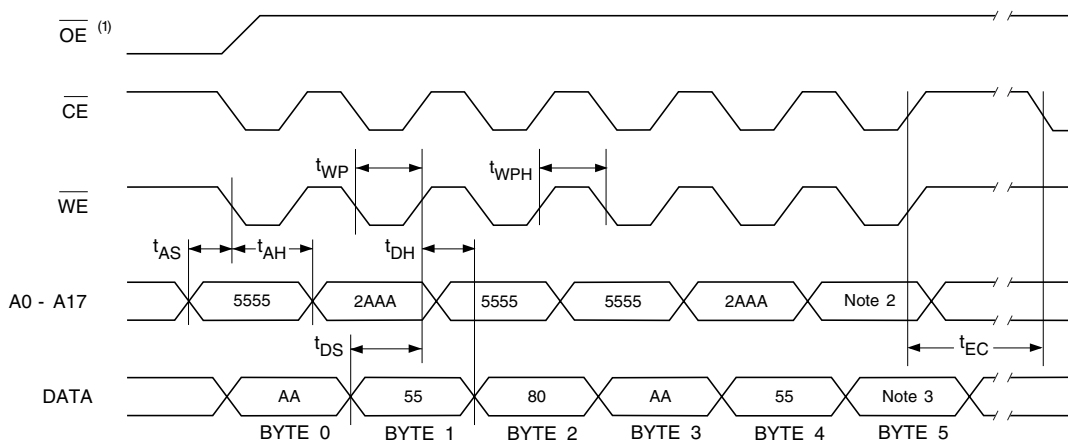 OE (1)
CE
tWP
tWPH
WE
tAS
tAH
tDH
A0 - A17
5555
2AAA
5555
5555
2AAA
Note 2
tDS
tEC
DATA
AA
55
80
AA
55
Note 3
BYTE 0
BYTE 1
BYTE 2
BYTE 3
BYTE 4
BYTE 5